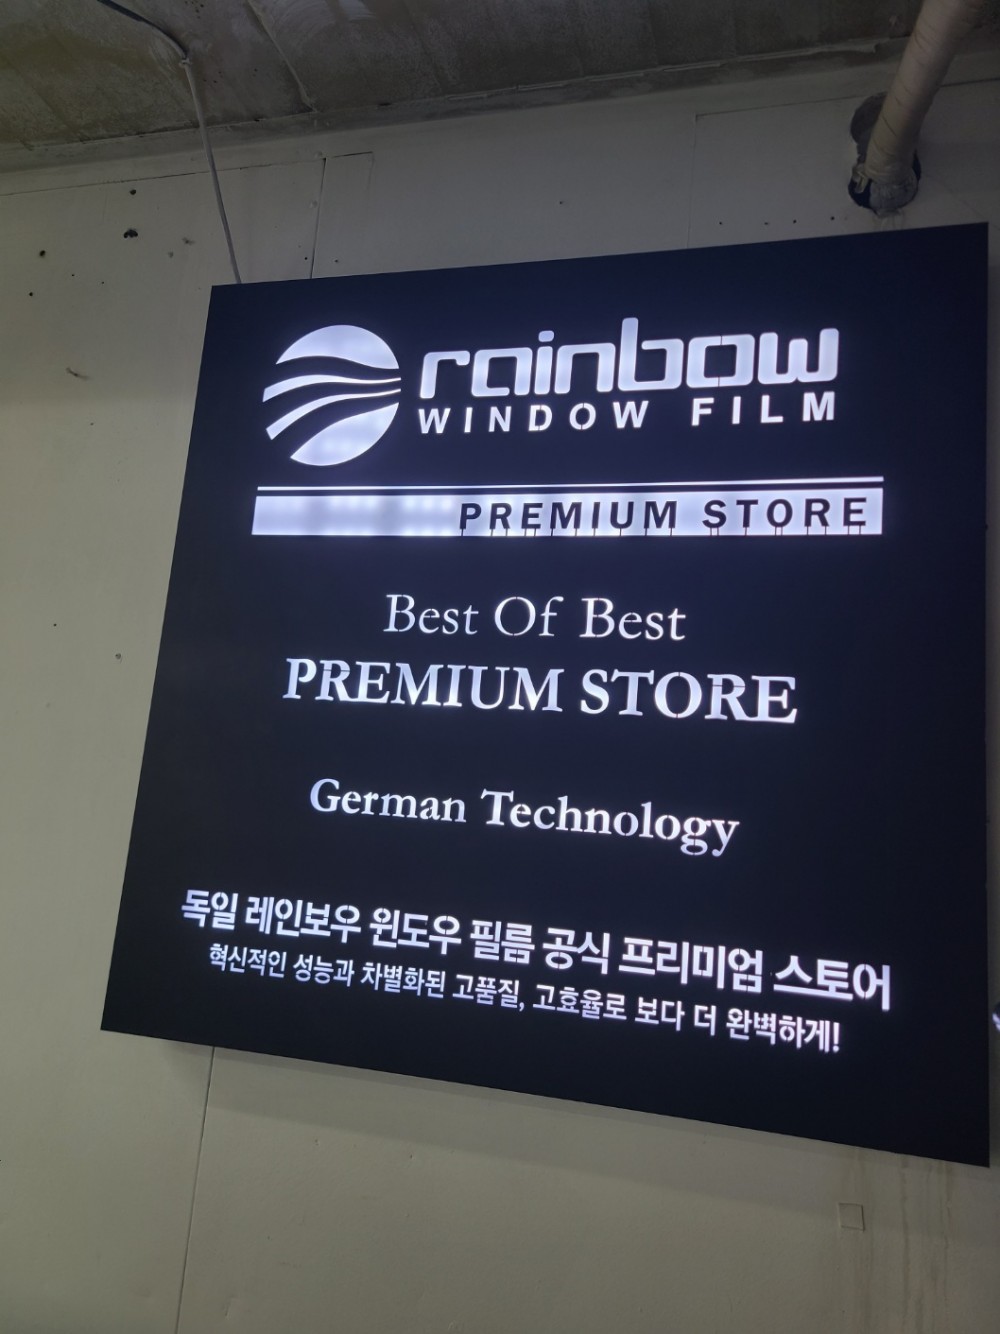 rainbow
WINDOW FILM
PREMIUM STORE
Best Of Best
PREMIUM STORE
German Technology
독일 레인보우 윈도우 필름 공식 프리미엄 스토어
혁신적인 성능과 차별화된 고품질, 고효율로 보다 더 완벽하게!